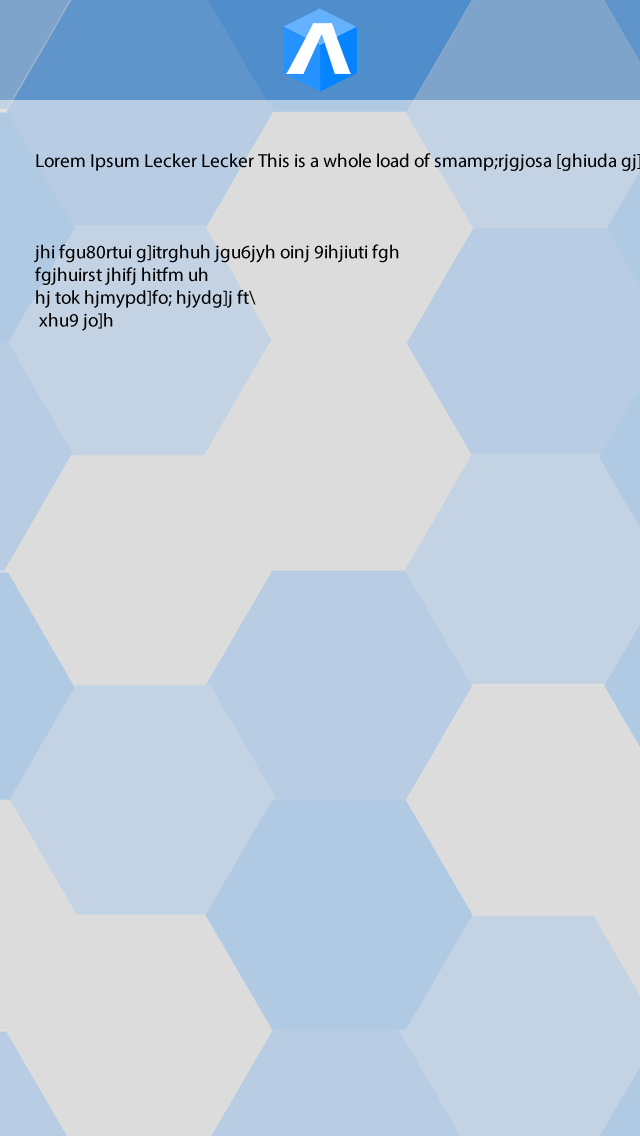 Lorem Ipsum Lecker Lecker This is a whole load of smamp;rjgjosa [ghiuda gj]
jhi fgu80rtui g]itrghuh jgu6jyh oinj 9ihjiuti fgh
fgjhuirst jhifj hitfm uh
hj tok hjmypd]fo; hjydg]j ft\
xhu9 jo]h